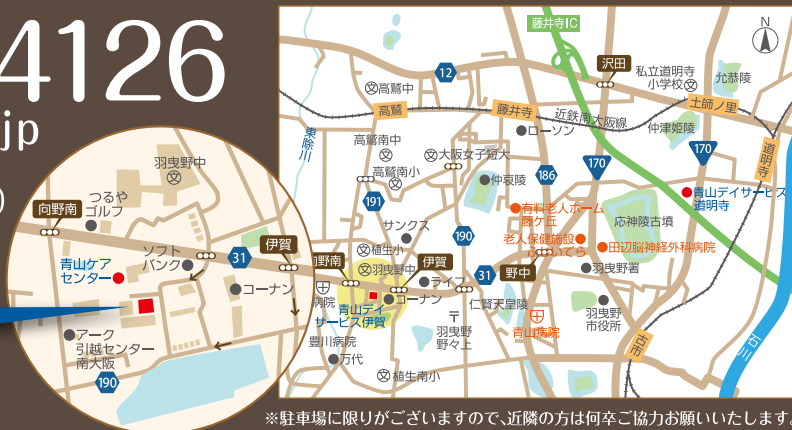 4126
jp
)
羽曳野中
つるや
ゴルフ
向野南
ソフト
バンク
31
伊賀
青山ケア
センター
コーナン
アーク
引越センター
南大阪
190
藤井寺IC
N
沢田
12
高鷲中
私立道明寺
小学校
允恭陵
高鷲
藤井寺
近鉄南大阪線
土師ノ里
東除川
ローソン
仲津姫陵
道明寺
高鷲南中
大阪女子短大
高鷲南小
仲哀陵
186
170
170
191
青山デイサービス
道明寺
有料老人ホーム
藤ケ丘
応神陵古墳
サンクス
190
老人保健施設
ふじいでら
田辺脳神経外科病院
埴生小
羽曳野中
伊賀
31
野中
羽曳野署
ライフ
コーナン
病院
青山デイ
サービス伊賀
仁賢天皇陵
羽曳野
市役所
羽曳野
野々上
青山病院
豊川病院
万代
古市
石川
埴生南小
※駐車場に限りがございますので、近隣の方は何卒ご協力お願いいたします。